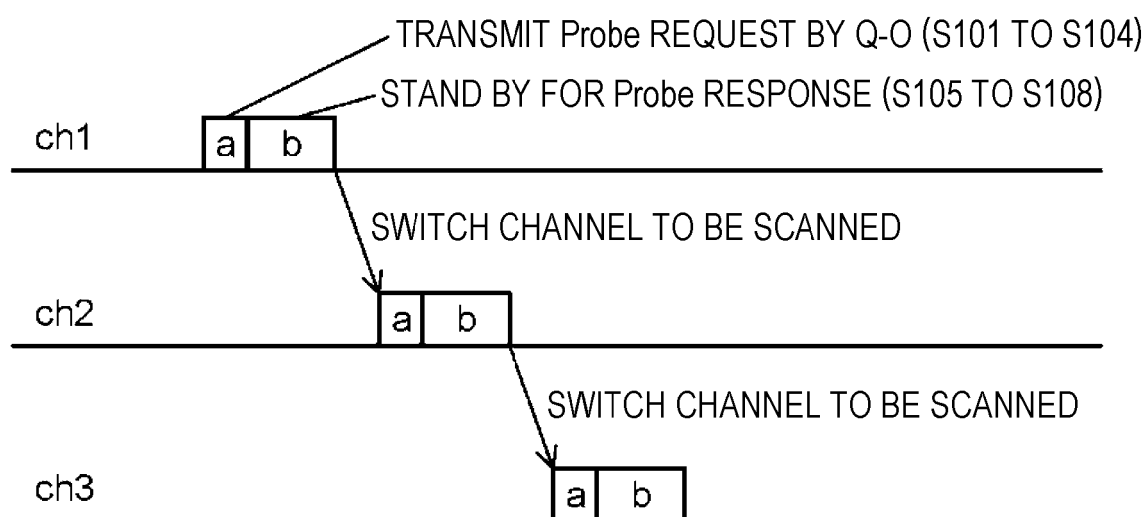 TRANSMIT Probe REQUEST BY Q-O (S101 TO S104)
STAND BY FOR Probe RESPONSE (S105 TO S108)
ch1
a b
SWITCH CHANNEL TO BE SCANNED
ch2
a b
SWITCH CHANNEL TO BE SCANNED
ch3
a b